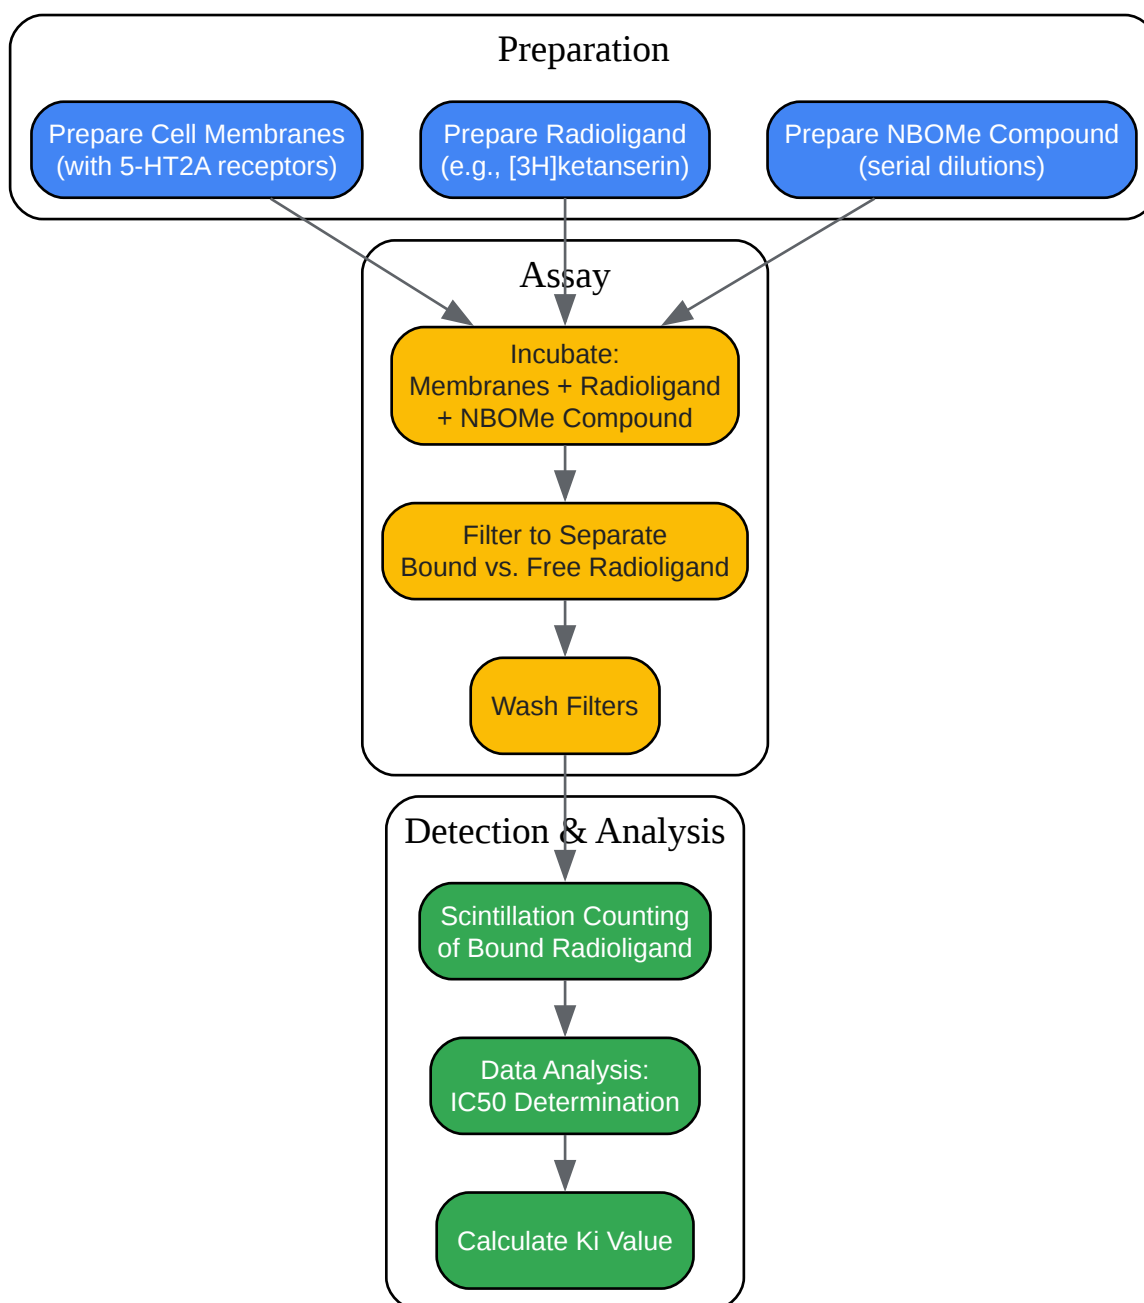 Preparation
Prepare Cell Membranes
(with 5-HT2A receptors)
Prepare Radioligand
(e.g., [3H]ketanserin)
Prepare NBOMe Compound
(serial dilutions)
Assay
Incubate:
Membranes + Radioligand
+ NBOMe Compound
Filter to Separate
Bound vs. Free Radioligand
Wash Filters
Detection & Analysis
Scintillation Counting
of Bound Radioligand
Data Analysis:
IC50 Determination
Calculate Ki Value